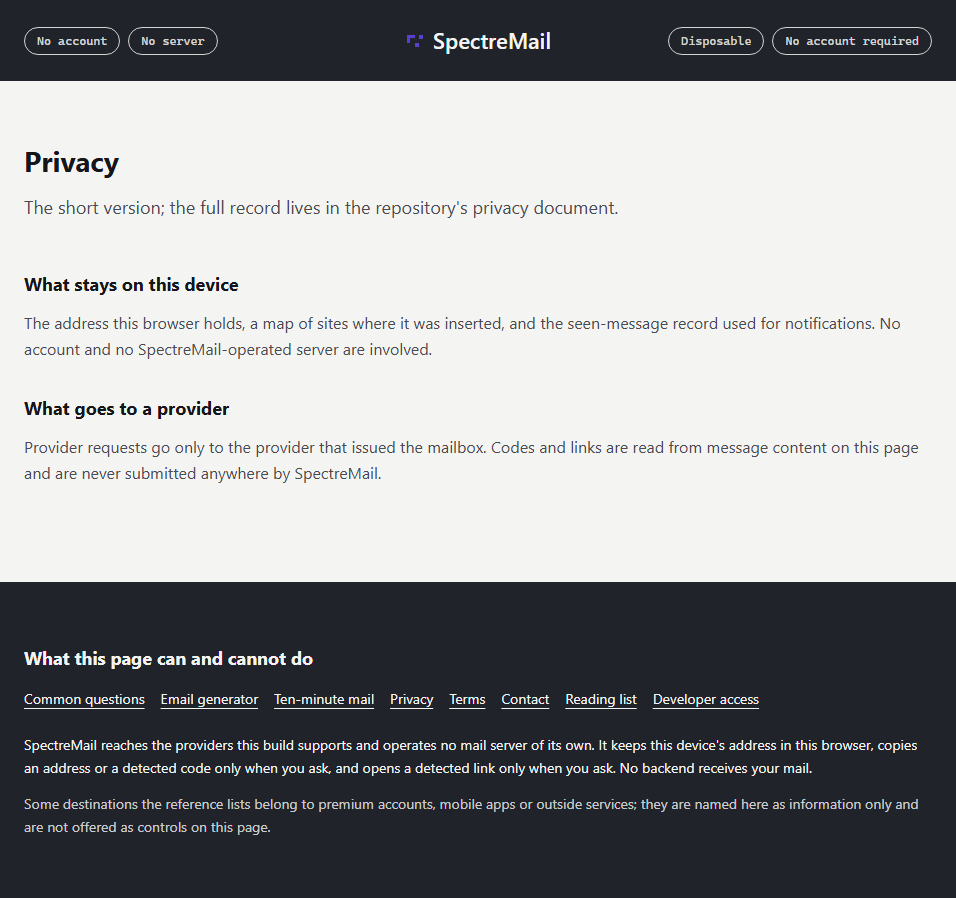 No account
No server
SpectreMail
Disposable
No account required
Privacy
The short version; the full record lives in the repository's privacy document.
What stays on this device
The address this browser holds, a map of sites where it was inserted, and the seen-message record used for notifications. No
account and no SpectreMail-operated server are involved.
What goes to a provider
Provider requests go only to the provider that issued the mailbox. Codes and links are read from message content on this page
and are never submitted anywhere by SpectreMail.
What this page can and cannot do
Common questions Email generator Ten-minute mail Privacy Terms Contact Reading list Developer access
SpectreMail reaches the providers this build supports and operates no mail server of its own. It keeps this device's address in this browser, copies
an address or a detected code only when you ask, and opens a detected link only when you ask. No backend receives your mail.
Some destinations the reference lists belong to premium accounts, mobile apps or outside services; they are named here as information only and
are not offered as controls on this page.